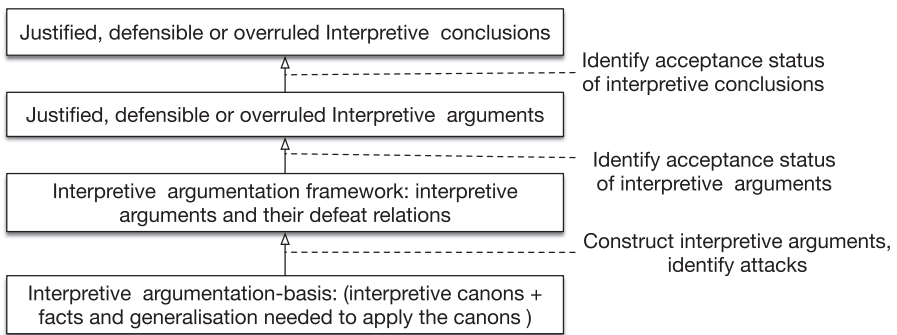 Justified, defensible or overruled Interpretive conclusions
Identify acceptance status
of interpretive conclusions
Justified, defensible or overruled Interpretive arguments
Identify acceptance status
of interpretive arguments
Interpretive argumentation framework: interpretive
arguments and their defeat relations
Construct interpretive arguments,
identify attacks
Interpretive argumentation-basis: (interpretive canons +
facts and generalisation needed to apply the canons )